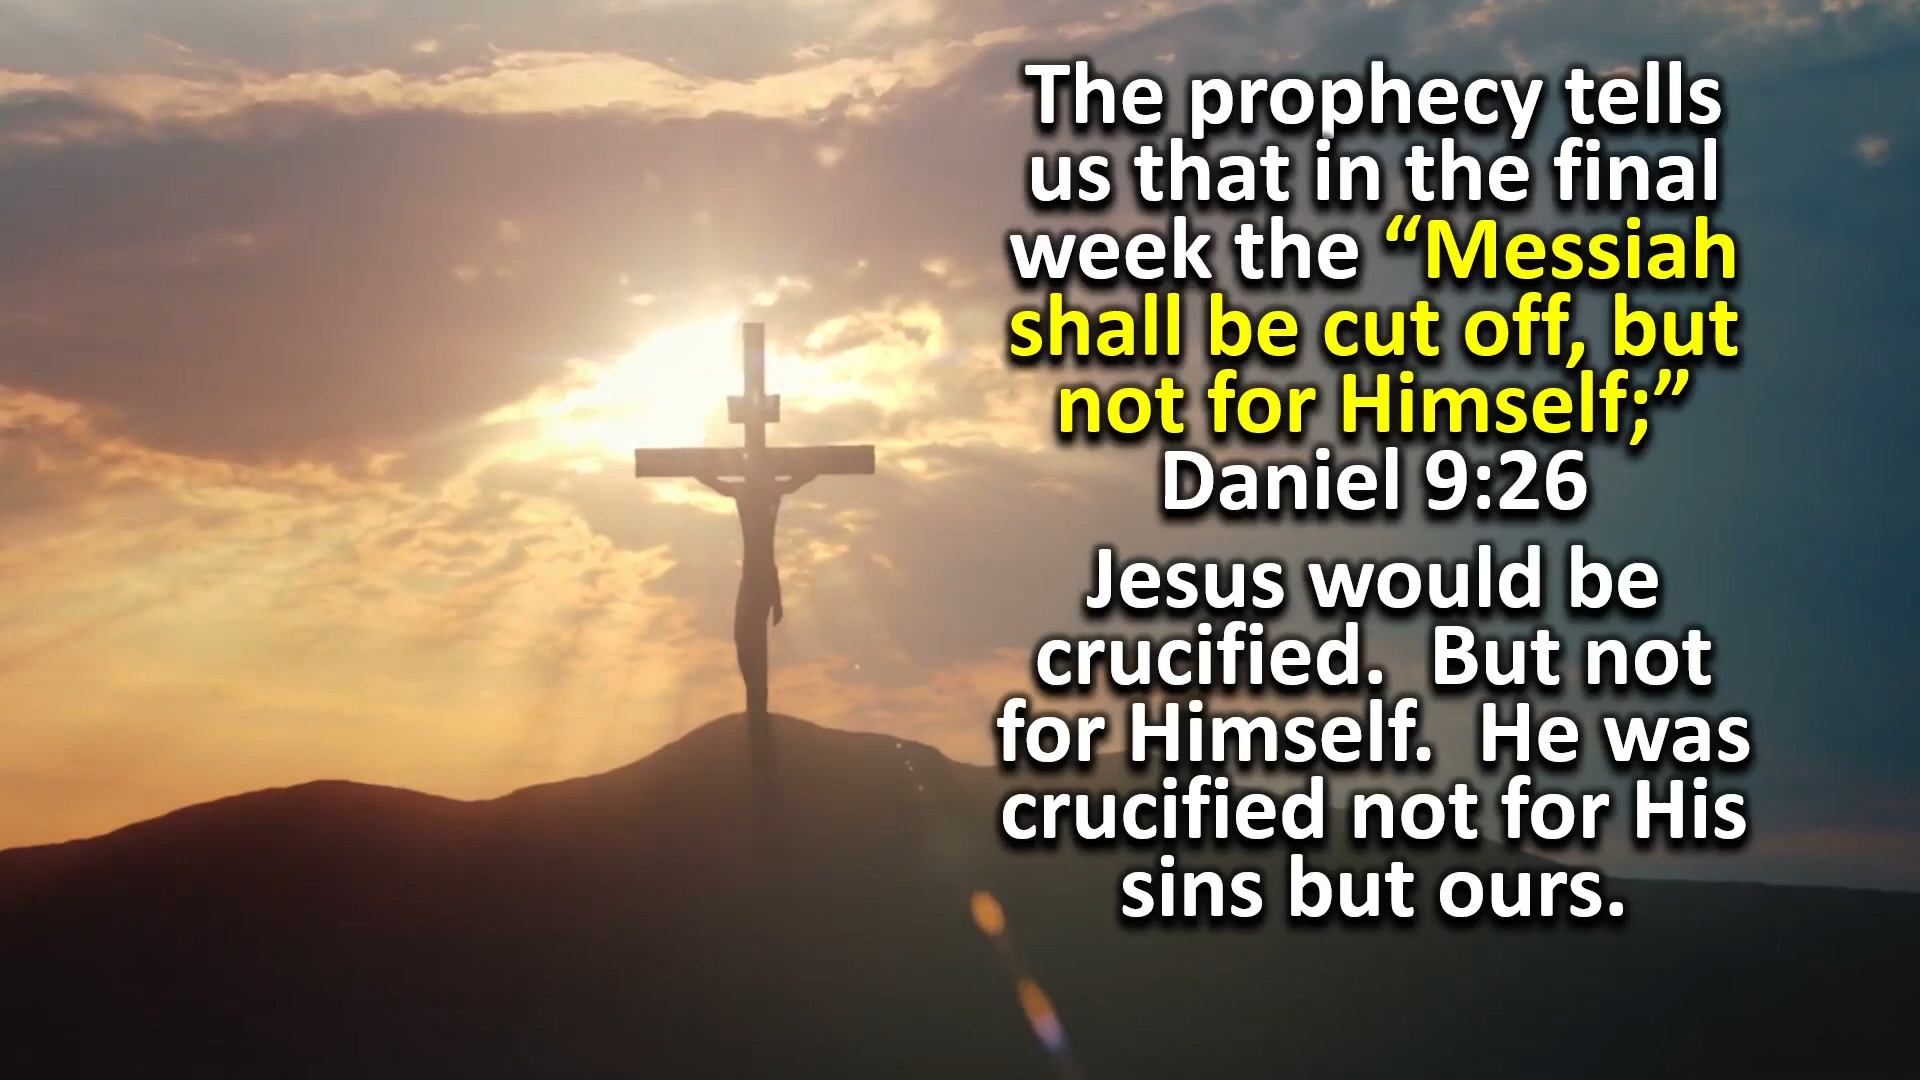 The prophecy tells
us that in the final
week the “Messiah
shall be cut off, but
not for Himself;”
Daniel 9:26
Jesus would be
crucified.  But not
for Himself.  He was
crucified not for His
sins but ours.